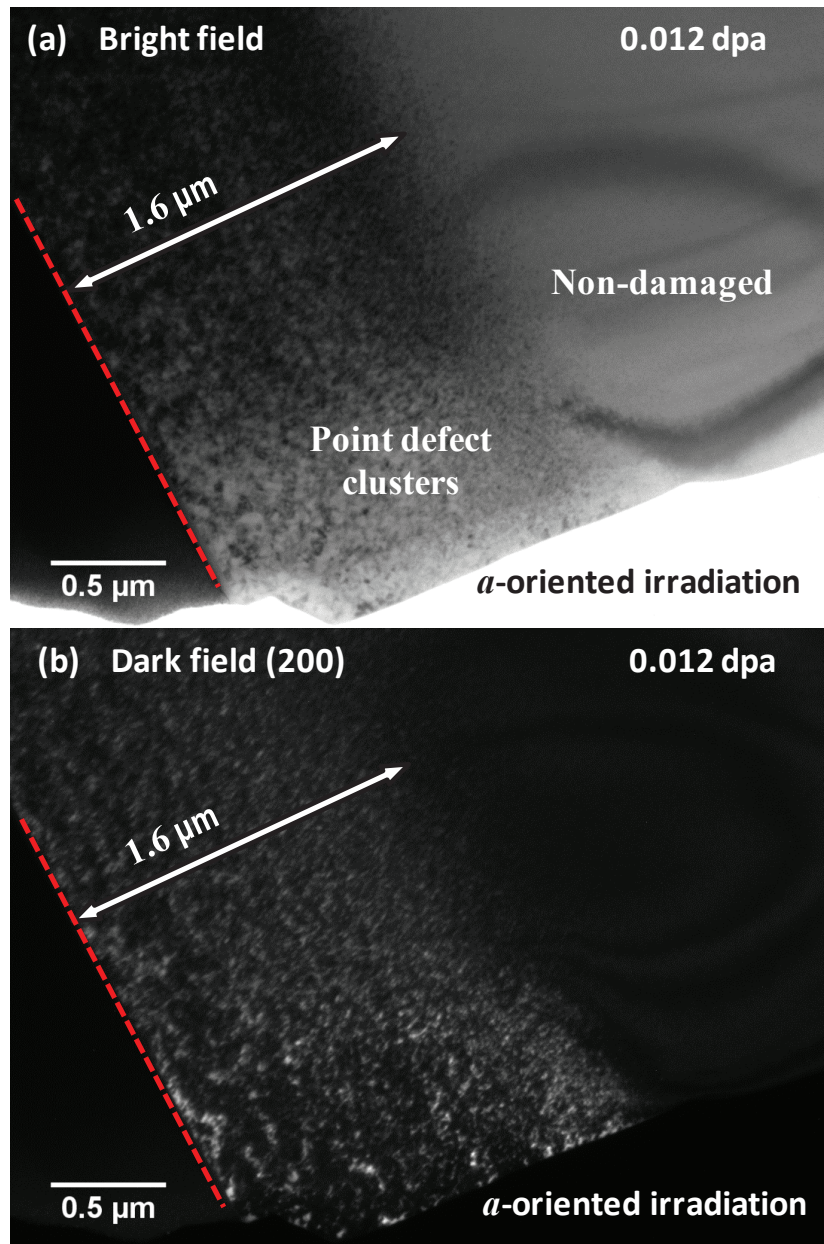 (a) Bright field 0.012 dpa
1.6 µm
Non-damaged
Point defect
clusters
0.5 µm
a-oriented irradiation
(b) Dark field (200) 0.012 dpa
1.6 µm
0.5 µm
a-oriented irradiation